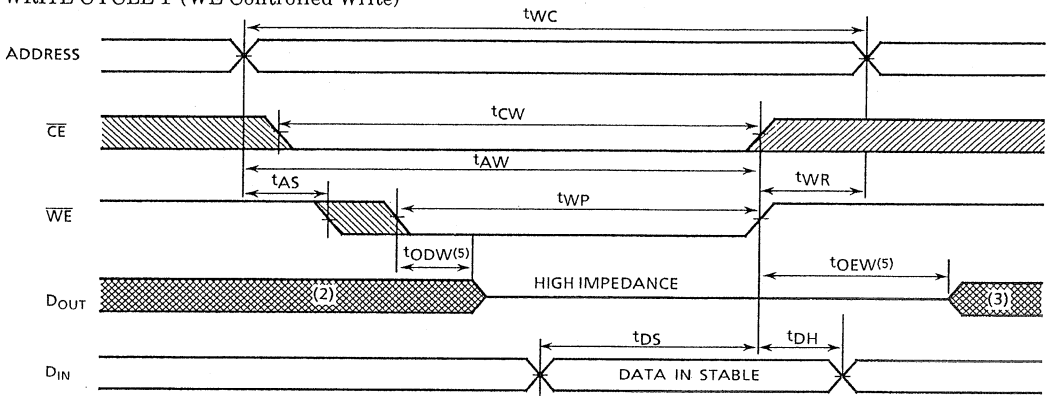 WRITE CYCLE 1 (WE Controlled Write)
tWC
ADDRESS
tCW
CE
tAW
tAS
tWR
tWP
WE
tODW(5)
tOEW(5)
HIGH IMPEDANCE
(2)
(3)
DOUT
tDS
tDH
DIN
DATA IN STABLE